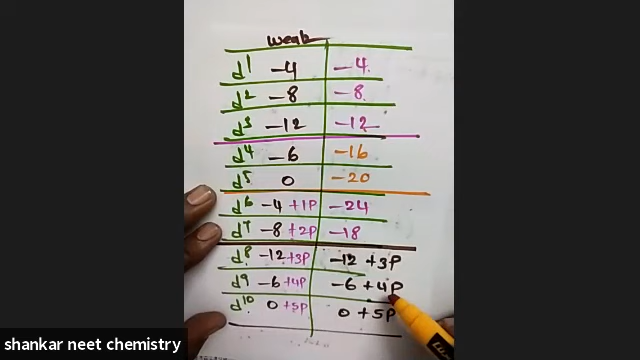 weak
d1 -4 -4
d2 -8 -8
d3 -12 -12
d4 -6 -16
d5 0 -20
d6 -4 +1P -24
d7 -8 +2P -18
d8 -12 +3P -12 +3P
d9 -6 +4P -6 +4P
d10 0 +5P 0 +5P
shankar neet chemistry